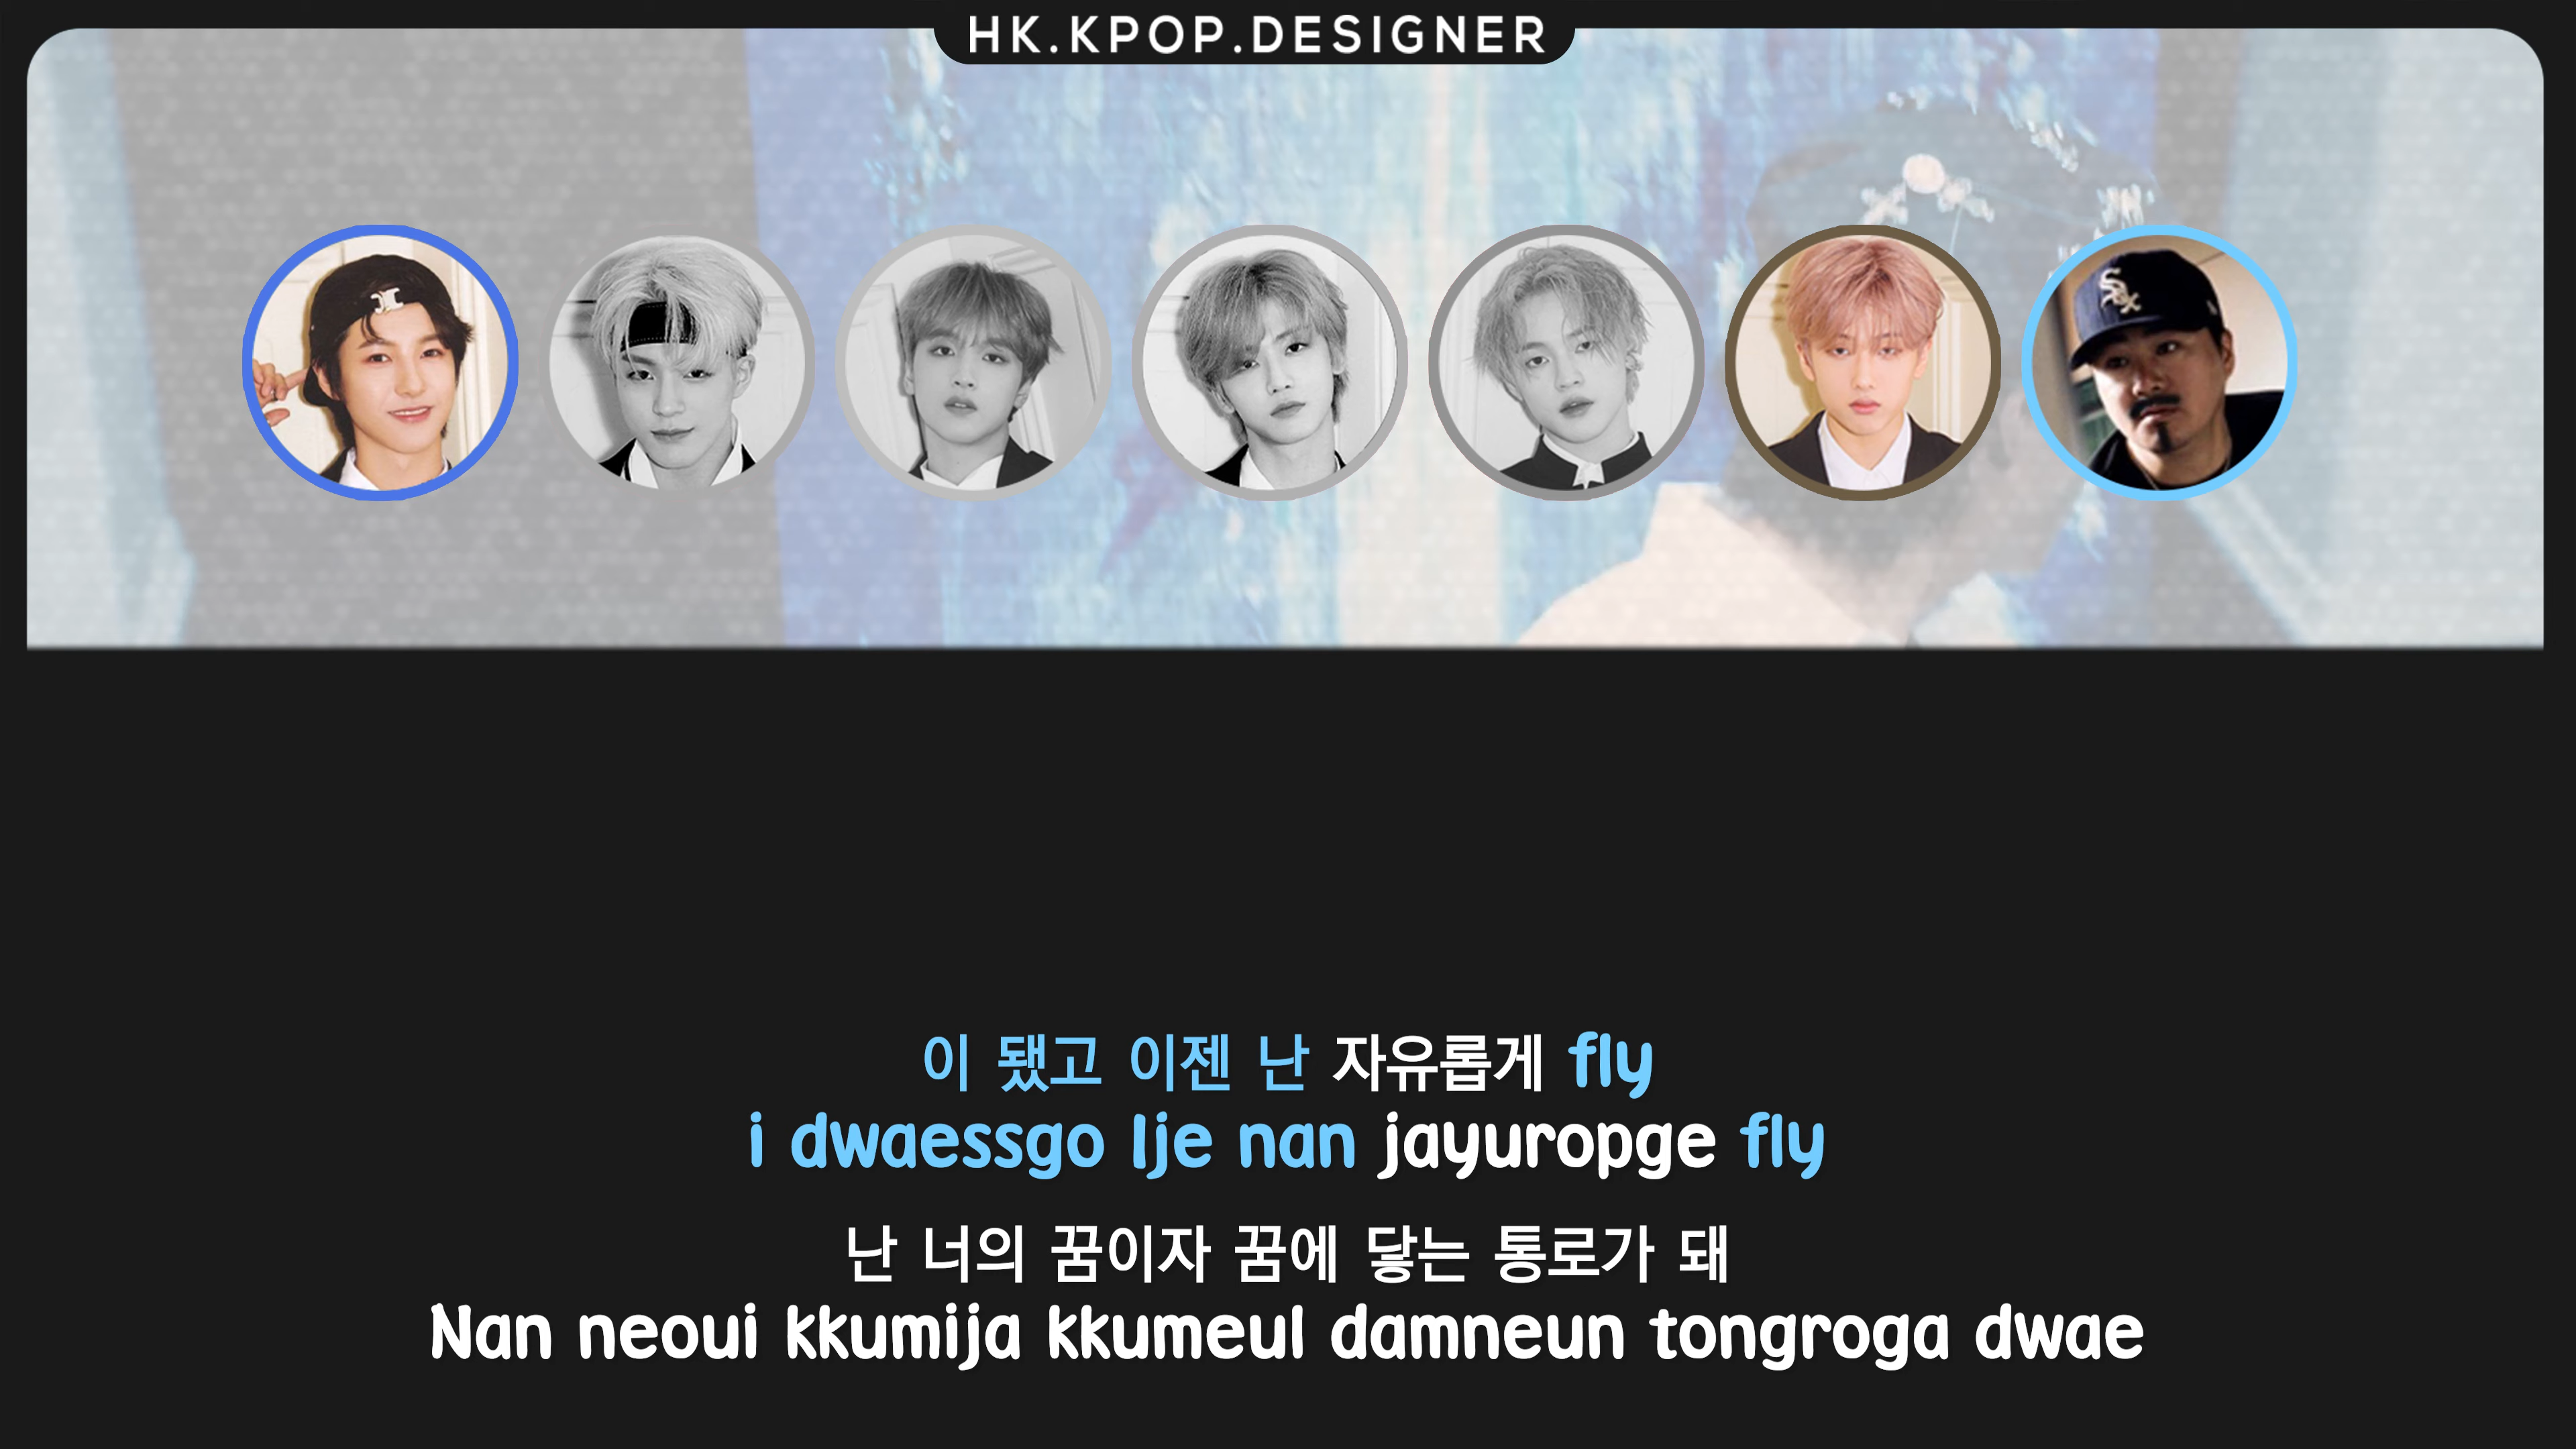 HK.KPOP.DESIGNER
이 됐고 이젠 난 자유롭게 fly
i dwaessgo Ije nan jayuropge fly
난 너의 꿈이자 꿈에 닿는 통로가 돼
Nan neoui kkumija kkumeul damneun tongroga dwae